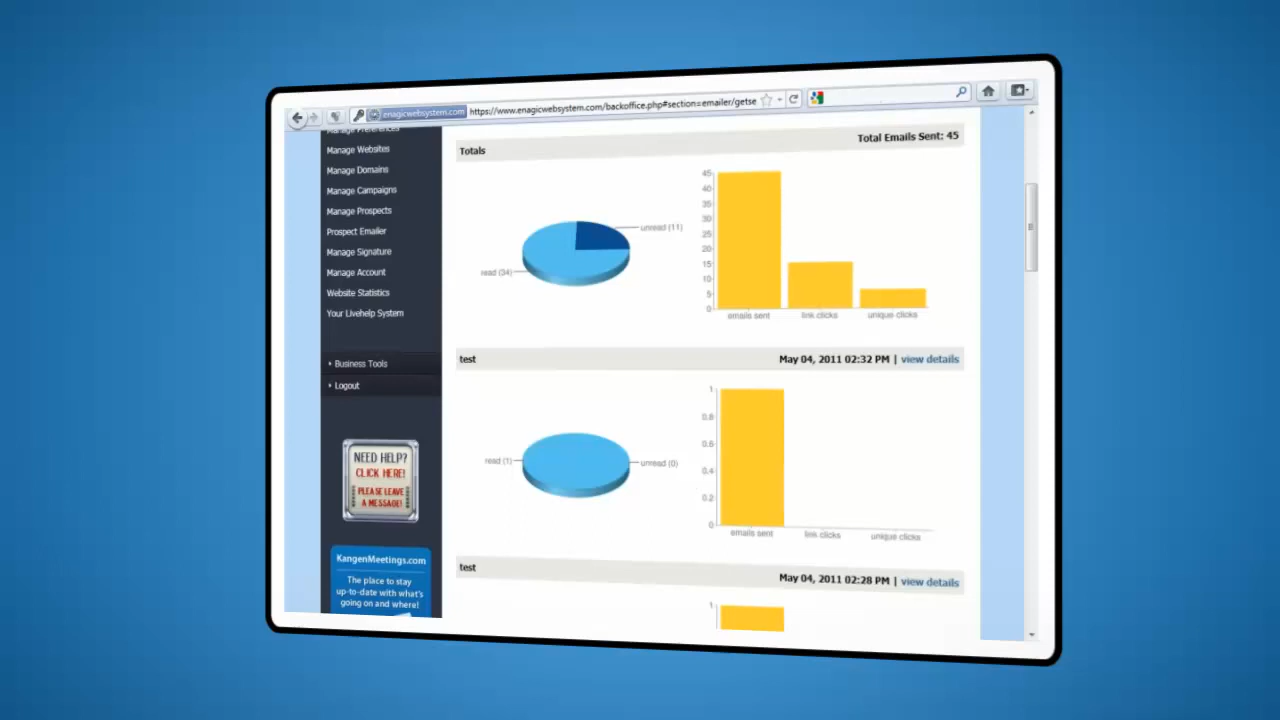 enagicwebsystem.com
https://www.enagicwebsystem.com/backoffice.php#section=emailer/getse
Manage Preferences
Manage Websites
Manage Domains
Manage Campaigns
Manage Prospects
Prospect Emailer
Manage Signature
Manage Account
Website Statistics
Your Livehelp System
Business Tools
Logout
NEED HELP?
CLICK HERE!
PLEASE LEAVE
A MESSAGE!
KangenMeetings.com
The place to stay
up-to-date with what's
going on and where!
Totals
Total Emails Sent: 45
unread (11)
read (34)
45
40
35
30
25
20
15
10
5
0
emails sent
link clicks
unique clicks
test
May 04, 2011 02:32 PM | view details
read (1)
unread (0)
1
0.8
0.6
0.4
0.2
0
emails sent
link clicks
unique clicks
test
May 04, 2011 02:28 PM | view details
1